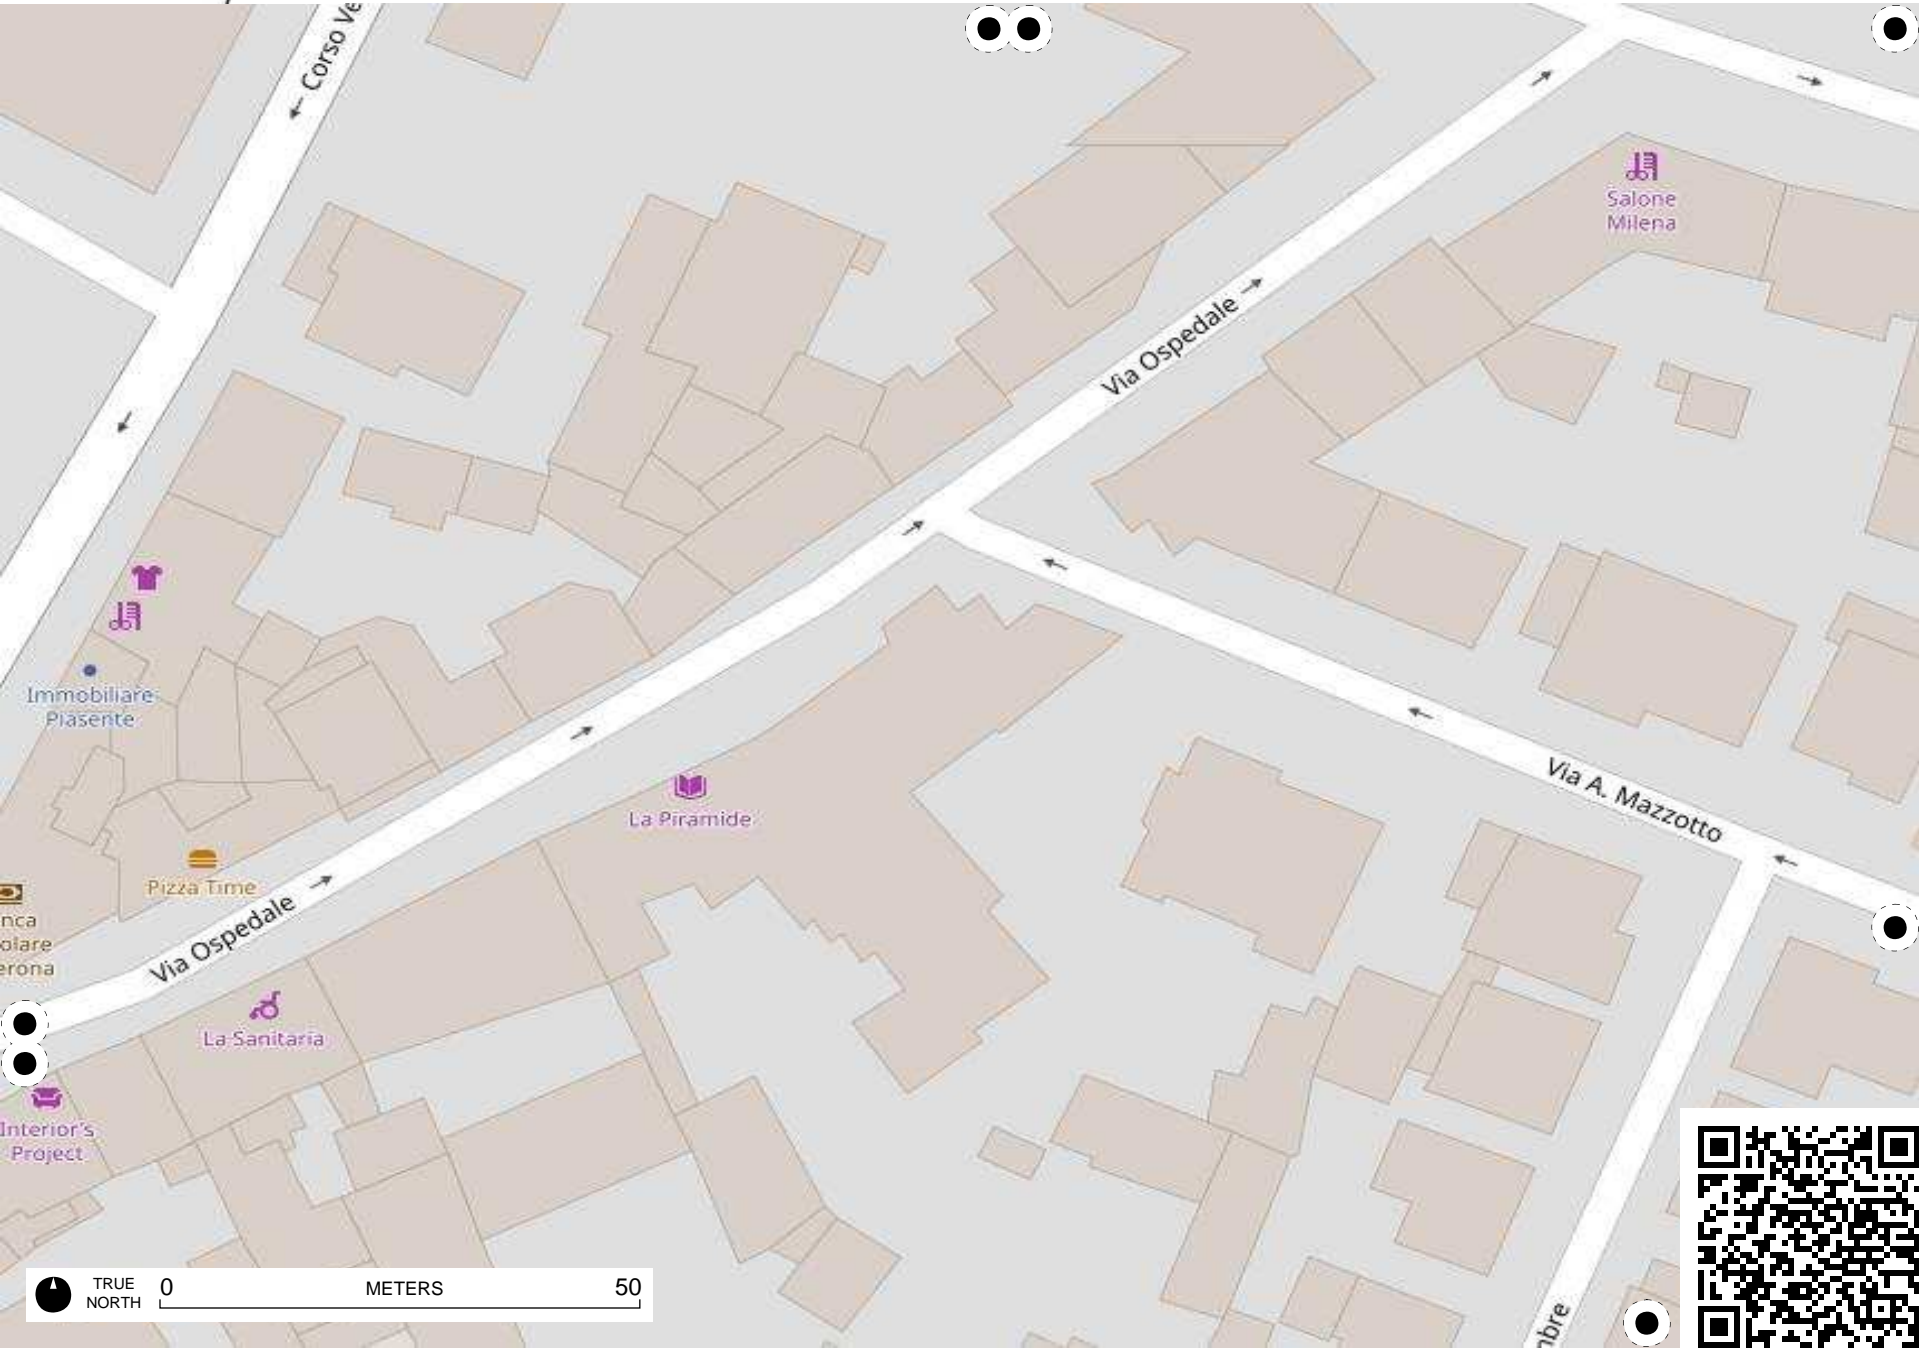 Corso Ve
Salone
Milena
Via Ospedale
Immobiliare
Piasente
Via A. Mazzotto
La Piramide
Pizza Time
nca
olare
erona
Via Ospedale
La Sanitaria
Interior's
Project
TRUE
NORTH
0 METERS 50
nbre